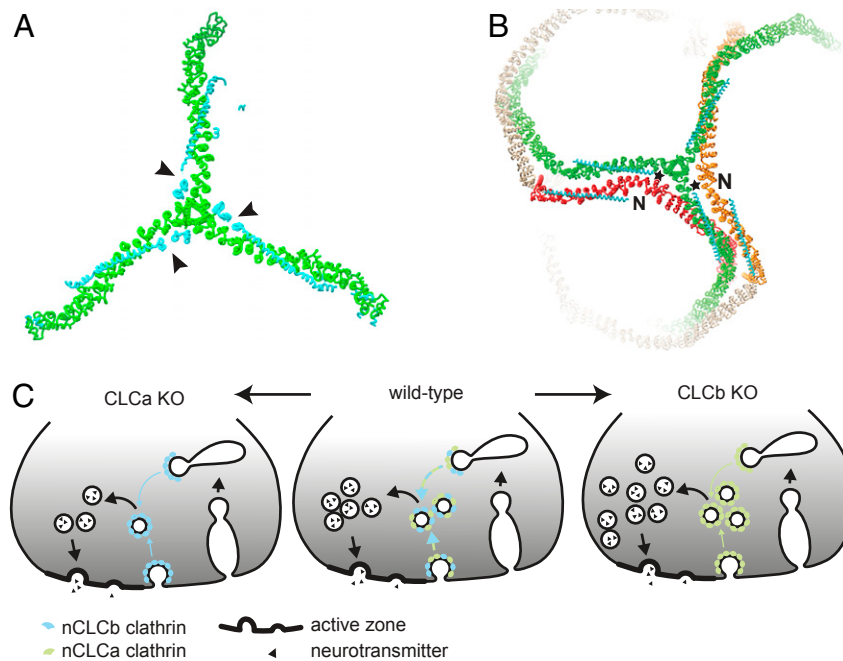 A
B
N
N
C
CLCa KO
wild-type
CLCb KO
nCLCb clathrin
active zone
nCLCa clathrin
neurotransmitter